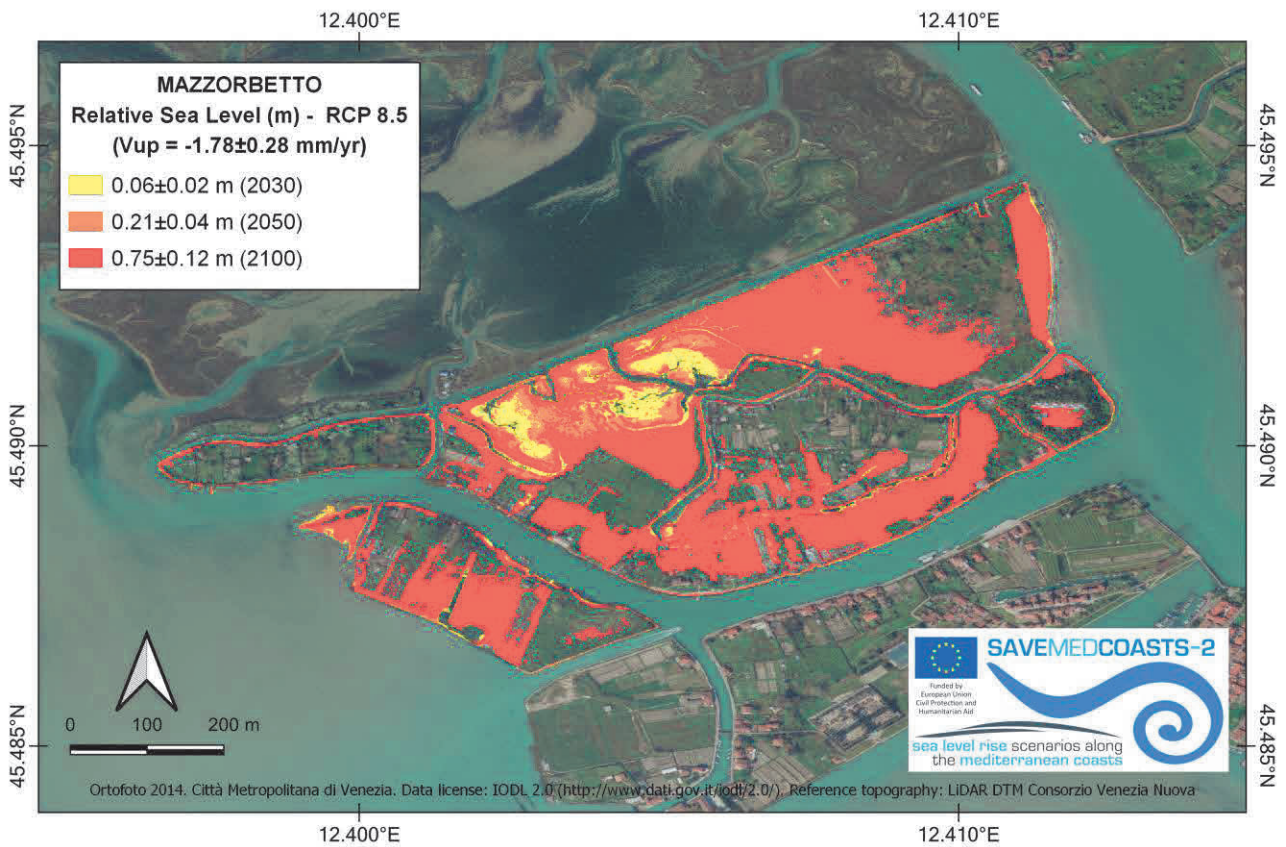 12.400°E
12.410°E
MAZZORBETTO
Relative Sea Level (m) - RCP 8.5
(Vup = -1.78±0.28 mm/yr)
0.06±0.02 m (2030)
0.21±0.04 m (2050)
0.75±0.12 m (2100)
45.495°N
45.495°N
45.490°N
45.490°N
45.485°N
45.485°N
0 100 200 m
SAVEMEDCOASTS-2
Funded by
European Union
Civil Protection and
Humanitarian Aid
sea level rise scenarios along
the mediterranean coasts
Ortofoto 2014. Città Metropolitana di Venezia. Data license: IODL 2.0 (http://www.dati.gov.it/iodl/2.0/). Reference topography: LiDAR DTM Consorzio Venezia Nuova
12.400°E
12.410°E